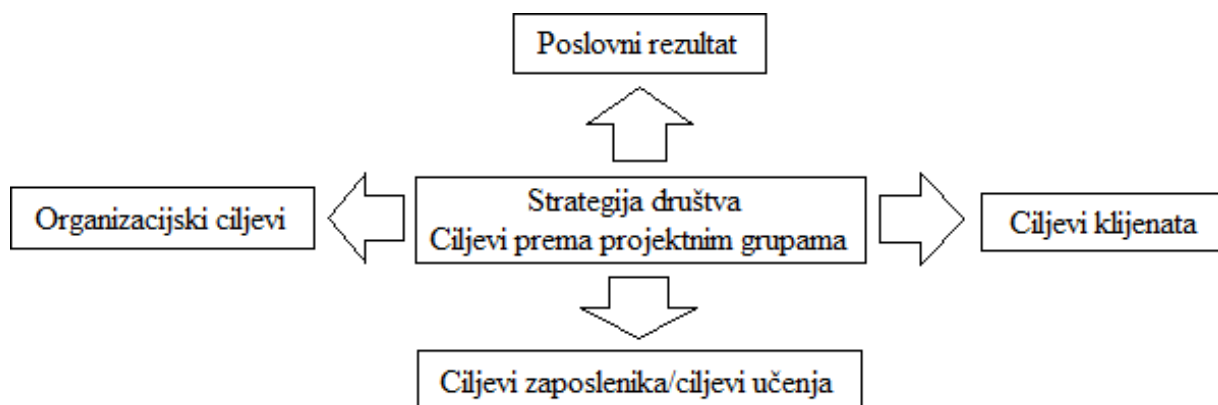 Poslovni rezultat
Organizacijski ciljevi
Strategija društva
Ciljevi prema projektnim grupama
Ciljevi klijenata
Ciljevi zaposlenika/ciljevi učenja